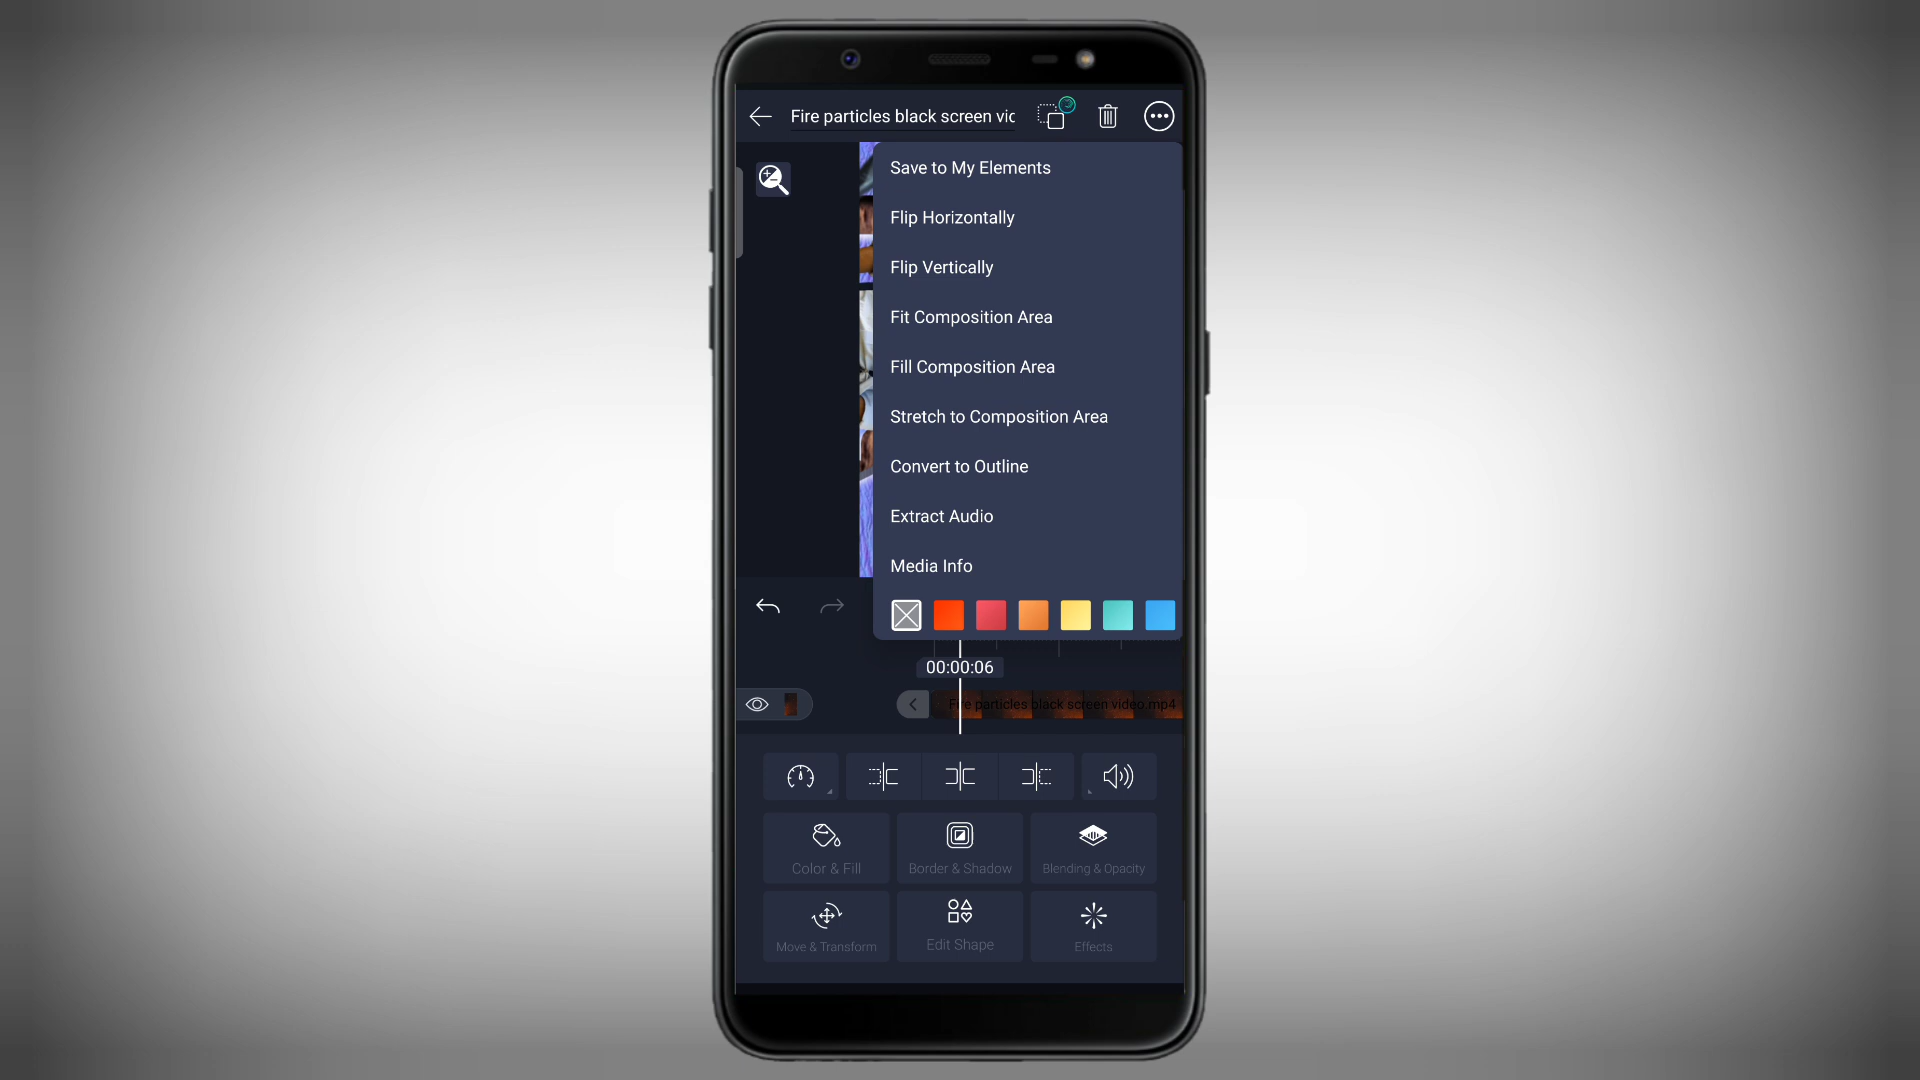 Fire particles black screen vic
Save to My Elements
Flip Horizontally
Flip Vertically
Fit Composition Area
Fill Composition Area
Stretch to Composition Area
Convert to Outline
Extract Audio
Media Info
00:00:06
Fire particles black screen video.mp4
Color & Fill
Border & Shadow
Blending & Opacity
Move & Transform
Edit Shape
Effects